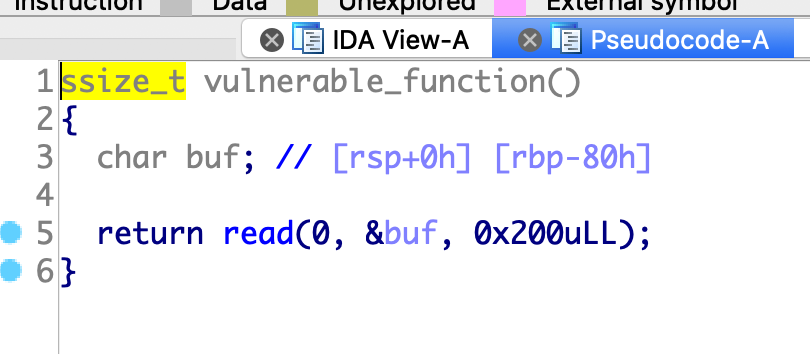 Instruction Data Unexplored External symbol
IDA View-A Pseudocode-A
1 ssize_t vulnerable_function()
2 {
3 char buf; // [rsp+0h] [rbp-80h]
4
5 return read(0, &buf, 0x200uLL);
6 }